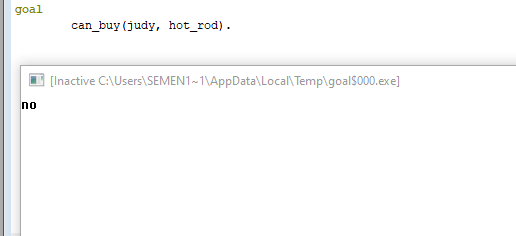 goal
can_buy(judy, hot_rod).
[Inactive C:\Users\SEMEN1~1\AppData\Local\Temp\goal$000.exe]
no